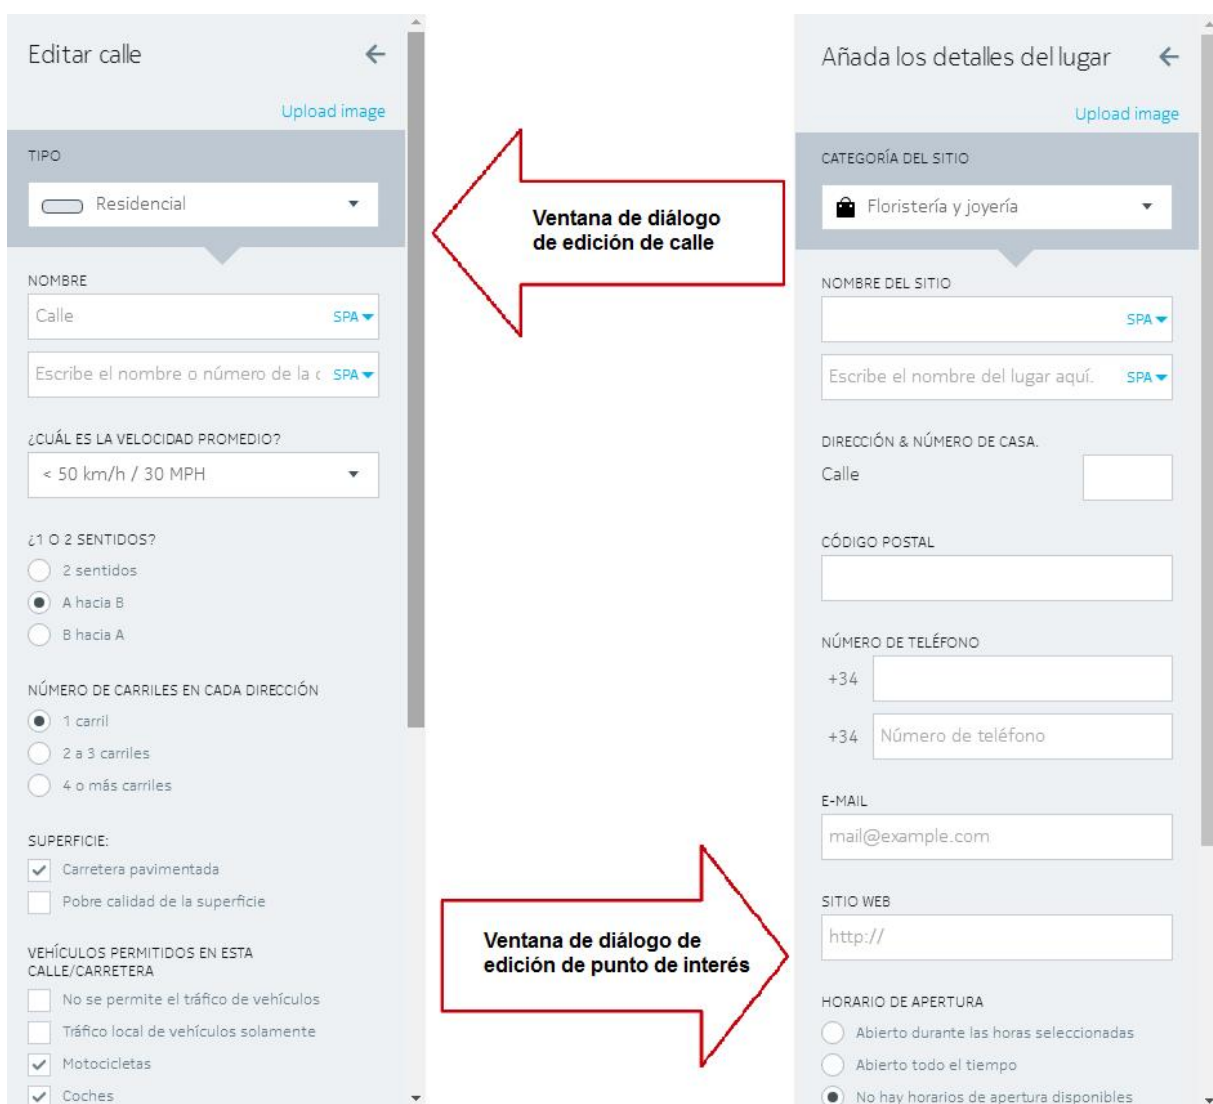 Editar calle
Upload image
TIPO
Residencial
NOMBRE
Calle
SPA
Escribe el nombre o número de la c
SPA
¿CUÁL ES LA VELOCIDAD PROMEDIO?
< 50 km/h / 30 MPH
¿1 O 2 SENTIDOS?
2 sentidos
A hacia B
B hacia A
NÚMERO DE CARRILES EN CADA DIRECCIÓN
1 carril
2 a 3 carriles
4 o más carriles
SUPERFICIE:
Carretera pavimentada
Pobre calidad de la superficie
VEHÍCULOS PERMITIDOS EN ESTA
CALLE/CARRETERA
No se permite el tráfico de vehículos
Tráfico local de vehículos solamente
Motocicletas
Coches
Ventana de diálogo
de edición de calle
Ventana de diálogo de
edición de punto de interés
Añada los detalles del lugar
Upload image
CATEGORÍA DEL SITIO
Floristería y joyería
NOMBRE DEL SITIO
SPA
Escribe el nombre del lugar aquí.
SPA
DIRECCIÓN & NÚMERO DE CASA.
Calle
CÓDIGO POSTAL
NÚMERO DE TELÉFONO
+34
+34
Número de teléfono
E-MAIL
mail@example.com
SITIO WEB
http://
HORARIO DE APERTURA
Abierto durante las horas seleccionadas
Abierto todo el tiempo
No hay horarios de apertura disponibles